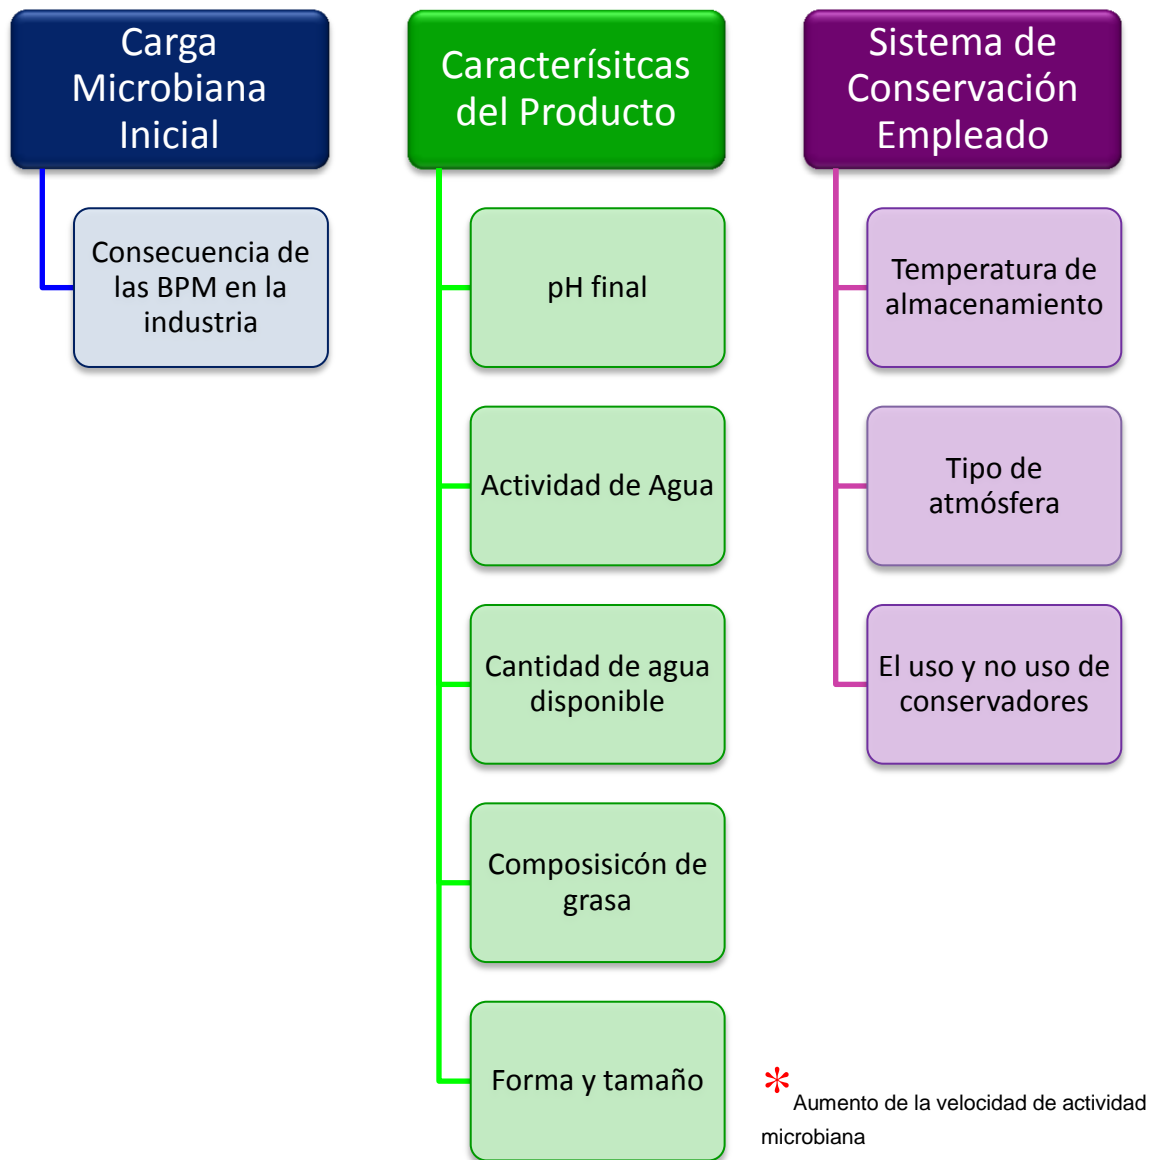 Carga
Microbiana
Inicial
Consecuencia de
las BPM en la
industria
Caracterísitcas
del Producto
pH final
Actividad de Agua
Cantidad de agua
disponible
Composisicón de
grasa
Forma y tamaño
Sistema de
Conservación
Empleado
Temperatura de
almacenamiento
Tipo de
atmósfera
El uso y no uso de
conservadores
* Aumento de la velocidad de actividad
microbiana